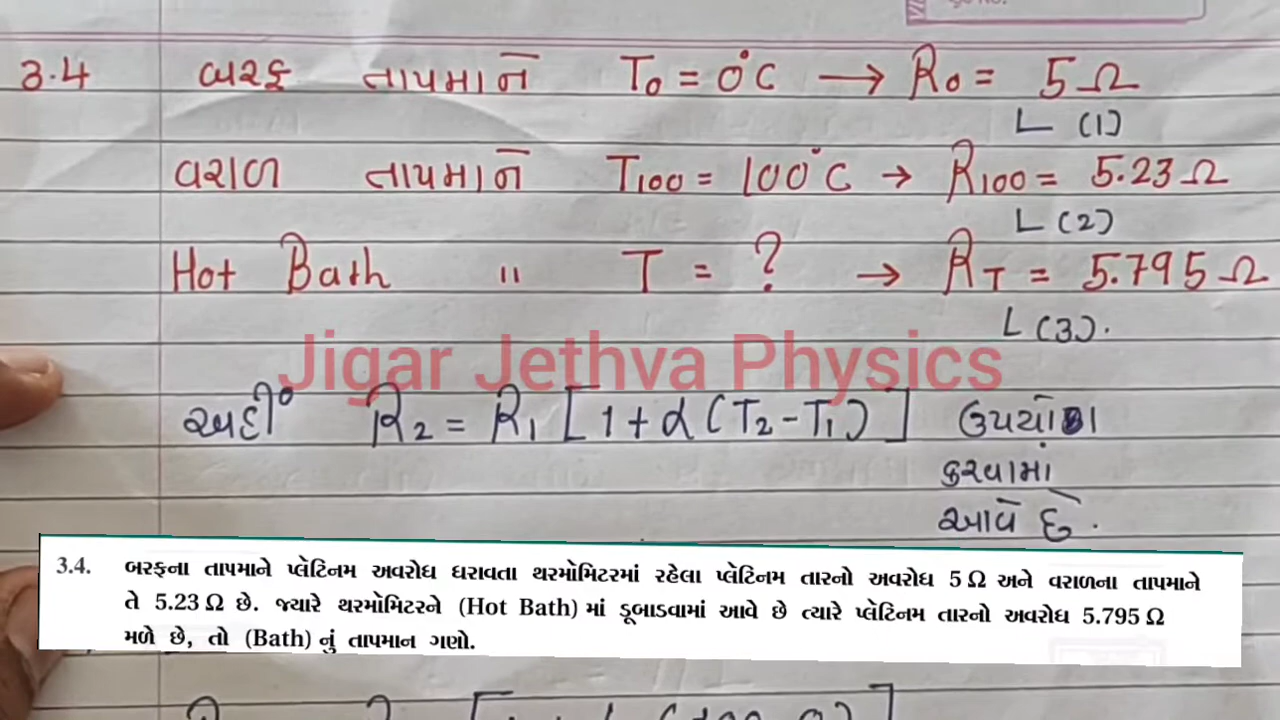 3.4 બરફ તાપમાને T₀ = 0°C → R₀ = 5 Ω
(1)
વરાળ તાપમાને T₁₀₀ = 100°C → R₁₀₀ = 5.23 Ω
(2)
Hot Bath " T = ? → R_T = 5.795 Ω
(3).
Jigar Jethva Physics
અહીં R₂ = R₁ [1 + α (T₂ - T₁)] ઉપયોગ
કરવામાં
આવે છે.
3.4. બરફના તાપમાને પ્લેટિનમ અવરોધ ધરાવતા થરમોમિટરમાં રહેલા પ્લેટિનમ તારનો અવરોધ 5 Ω અને વરાળના તાપમાને
તે 5.23 Ω છે. જ્યારે થરમોમિટરને (Hot Bath) માં ડૂબાડવામાં આવે છે ત્યારે પ્લેટિનમ તારનો અવરોધ 5.795 Ω
મળે છે, તો (Bath) નું તાપમાન ગણો.